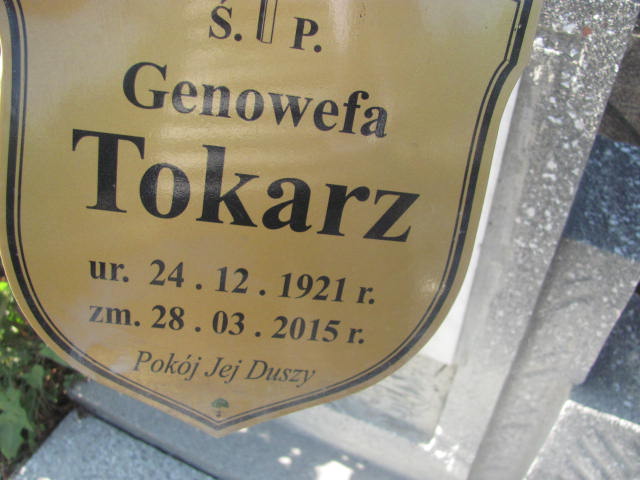 Ś. P.
Genowefa
Tokarz
ur. 24 . 12 . 1921 r.
zm. 28 . 03 . 2015 r.
Pokój Jej Duszy